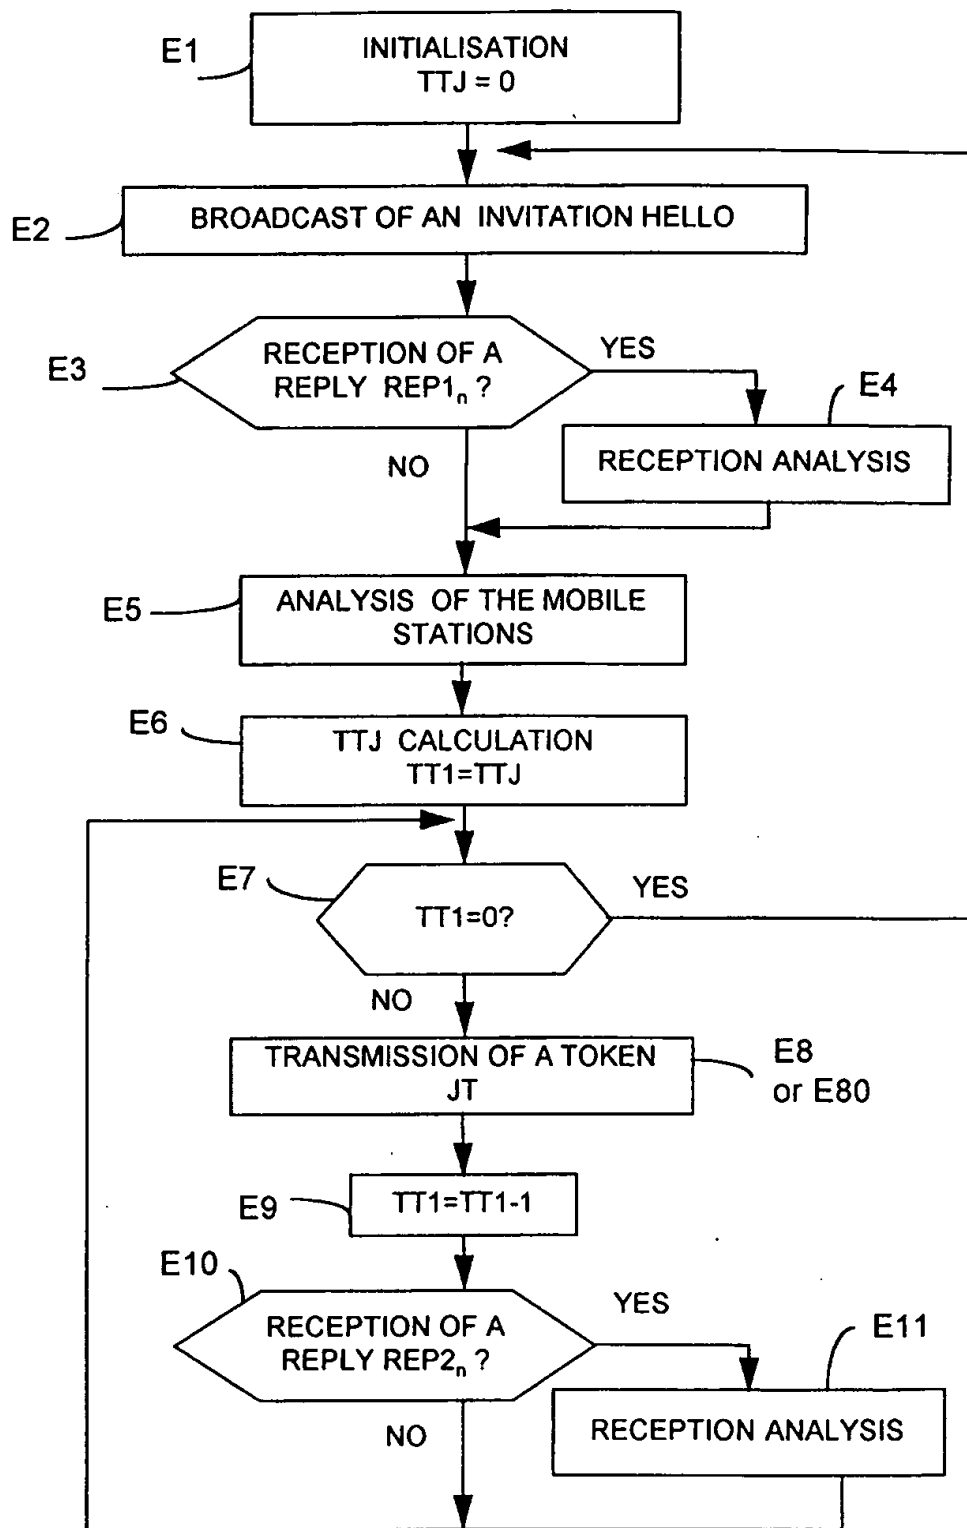 E1
INITIALISATION
TTJ = 0
E2
BROADCAST OF AN INVITATION HELLO
E3
RECEPTION OF A
REPLY REP1n ?
YES
E4
RECEPTION ANALYSIS
NO
E5
ANALYSIS OF THE MOBILE
STATIONS
E6
TTJ CALCULATION
TT1=TTJ
E7
TT1=0?
YES
NO
TRANSMISSION OF A TOKEN
JT
E8
or E80
E9
TT1=TT1-1
E10
RECEPTION OF A
REPLY REP2n ?
YES
E11
RECEPTION ANALYSIS
NO